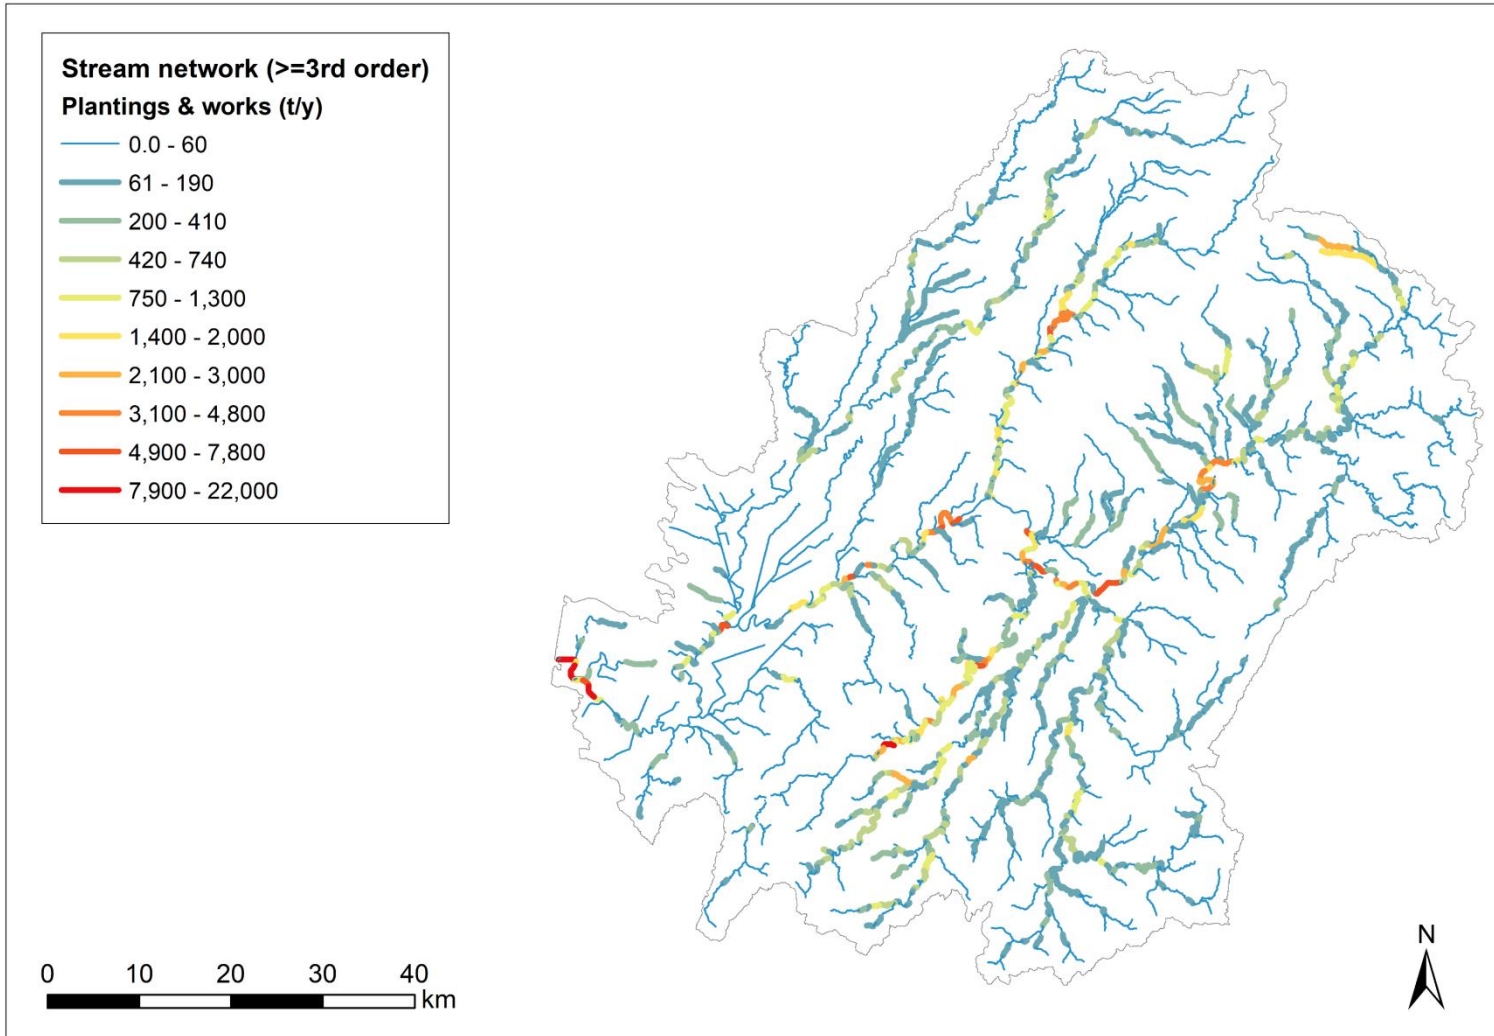 Stream network (>=3rd order)
Plantings & works (t/y)
0.0 - 60
61 - 190
200 - 410
420 - 740
750 - 1,300
1,400 - 2,000
2,100 - 3,000
3,100 - 4,800
4,900 - 7,800
7,900 - 22,000
0 10 20 30 40
km
N